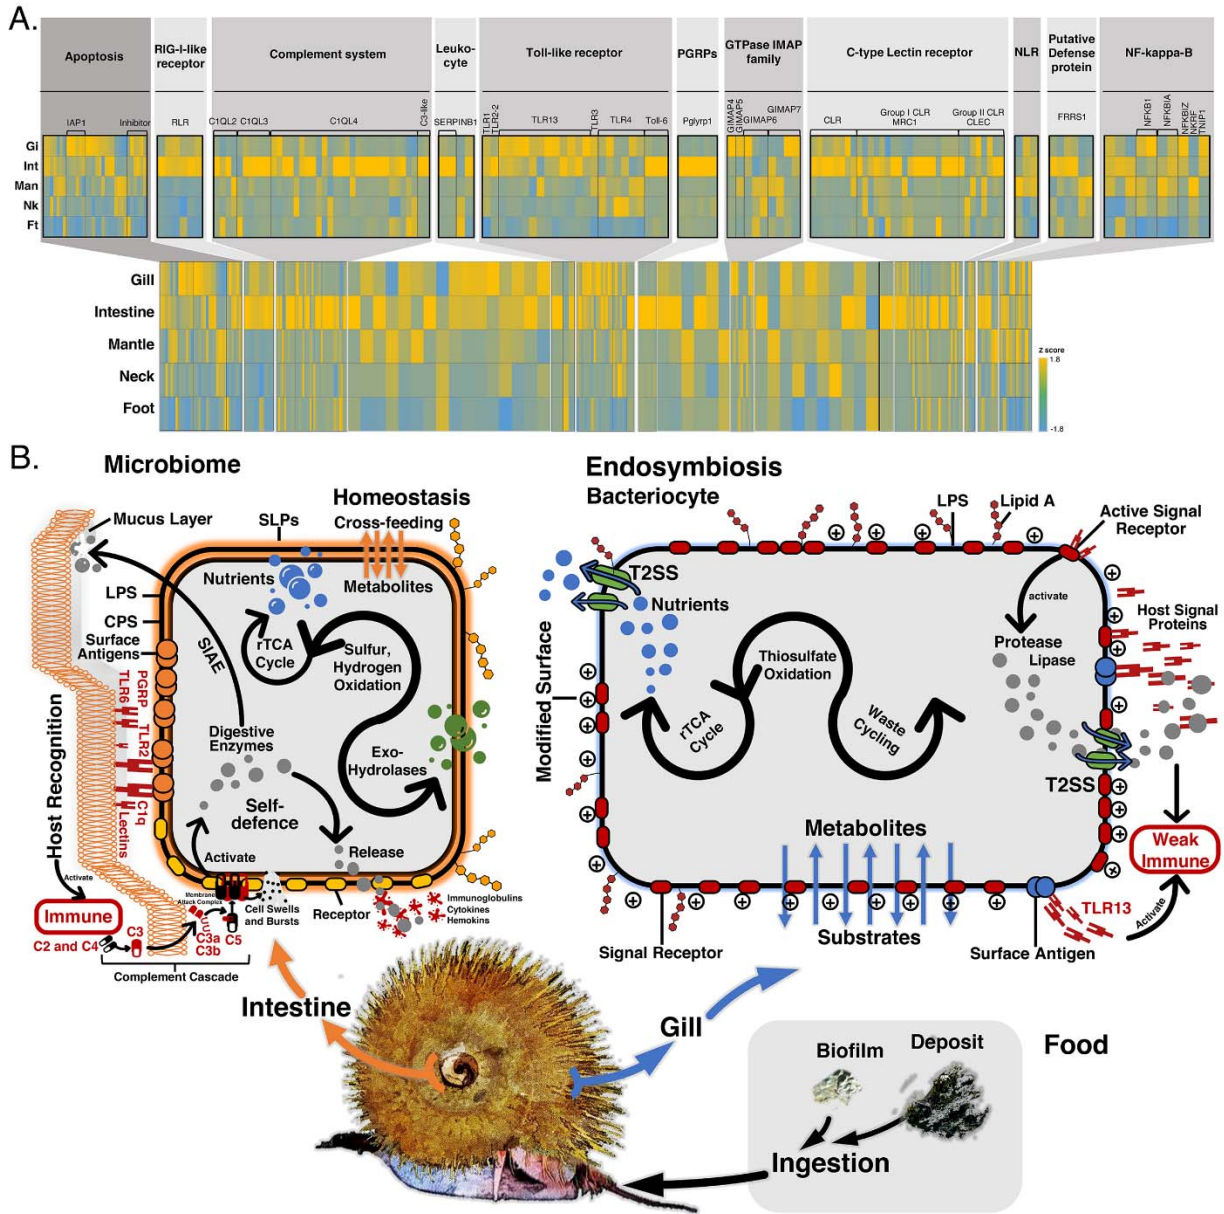 A.
Apoptosis
RIG-I-like
receptor
Complement system
Leuko-
cyte
Toll-like receptor
PGRPs
GTPase IMAP
family
C-type Lectin receptor
NLR
Putative
Defense
protein
NF-kappa-B
IAP1
Inhibitor
RLR
C1QL2
C1QL3
C1QL4
C3-like
SERPINB1
TLR1
TLR2-2
TLR13
TLR3
TLR4
Toll-6
Pglyrp1
GIMAP4
GIMAP5
GIMAP6
GIMAP7
CLR
Group I CLR
MRC1
Group II CLR
CLEC
FRRS1
NFKB1
NFKBIA
NFKBIZ
NKRF
TNIP1
Gi
Int
Man
Nk
Ft
Gill
Intestine
Mantle
Neck
Foot
Z score
1.8
-1.8
B.
Microbiome
Mucus Layer
SLPs
Homeostasis
Cross-feeding
Metabolites
Nutrients
LPS
CPS
Surface
Antigens
SIAE
rTCA
Cycle
Sulfur,
Hydrogen
Oxidation
PGRP
TLR6
TLR2
C1q
Lectins
Host Recognition
Digestive
Enzymes
Exo-
Hydrolases
Self-
defence
Activate
Release
Activate
Immune
Membrane
Attack Complex
Cell Swells
and Bursts
Receptor
Immunoglobulins
Cytokines
Hemokins
C2 and C4
C3
C3a
C3b
C5
Complement Cascade
Endosymbiosis
Bacteriocyte
LPS
Lipid A
Active Signal
Receptor
T2SS
Nutrients
activate
Protease
Lipase
Host Signal
Proteins
Modified Surface
Thiosulfate
Oxidation
rTCA
Cycle
Waste
Cycling
T2SS
Metabolites
Substrates
Weak
Immune
TLR13
Activate
Signal Receptor
Surface Antigen
Intestine
Gill
Biofilm
Deposit
Food
Ingestion